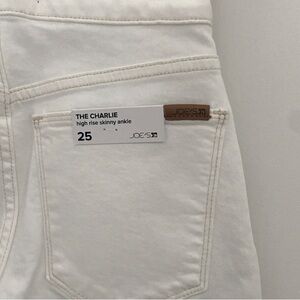 THE CHARLIE
high rise skinny ankle
25
JOE'S
JOE'S